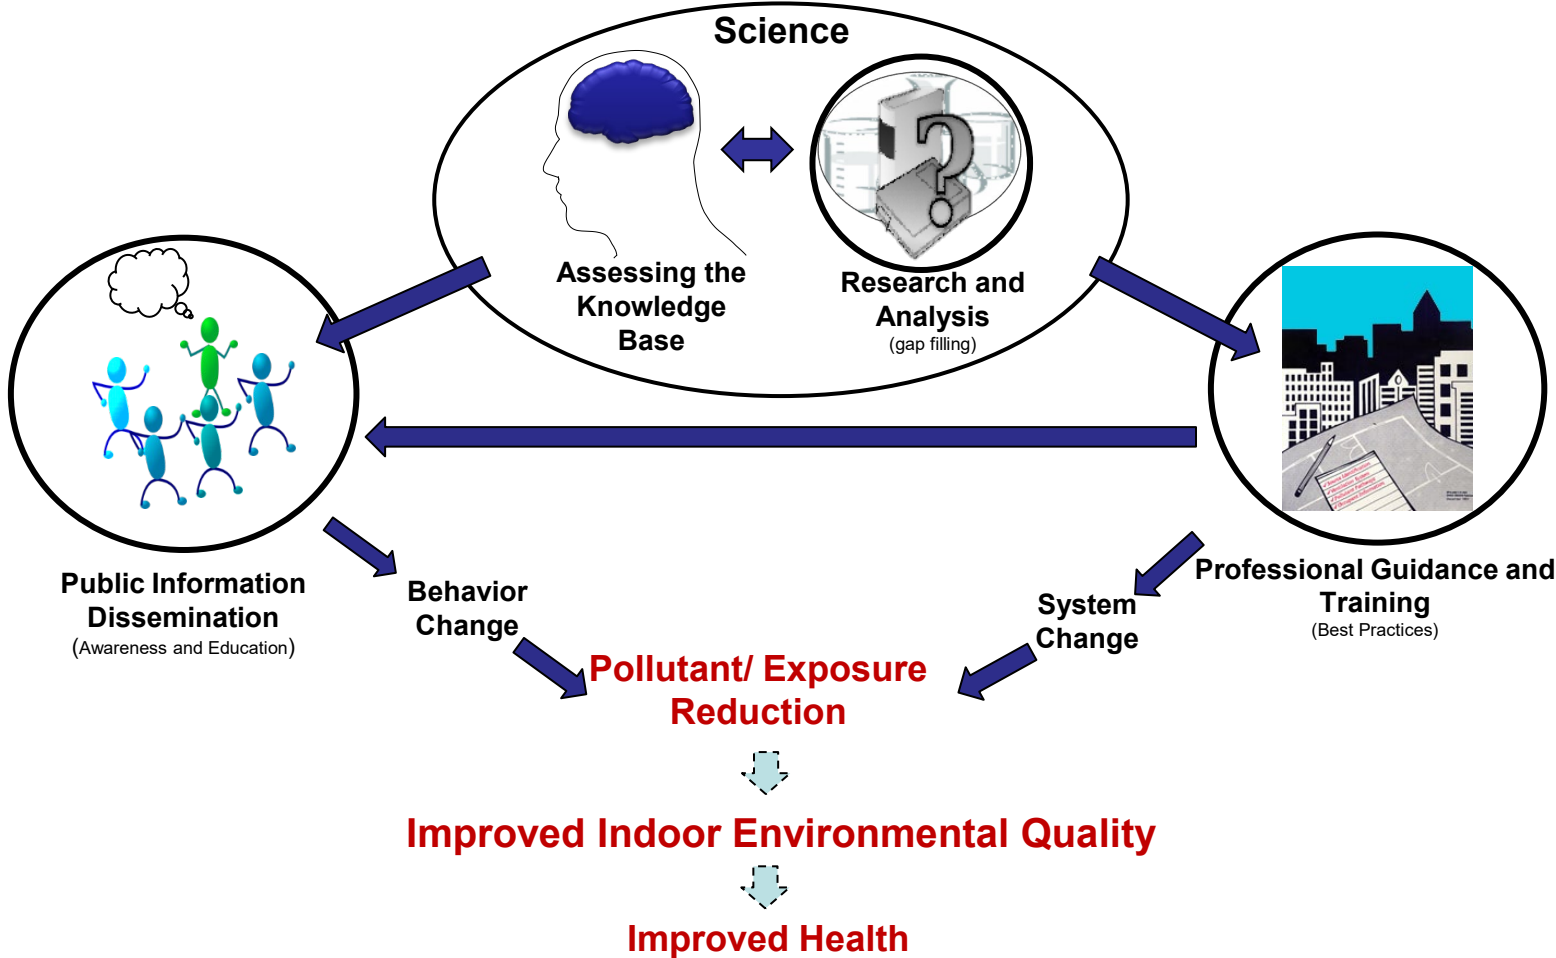 Science
Assessing the
Knowledge
Base
Research and
Analysis
(gap filling)
Public Information
Dissemination
(Awareness and Education)
Behavior
Change
System
Change
Professional Guidance and
Training
(Best Practices)
Pollutant/ Exposure
Reduction
Improved Indoor Environmental Quality
Improved Health